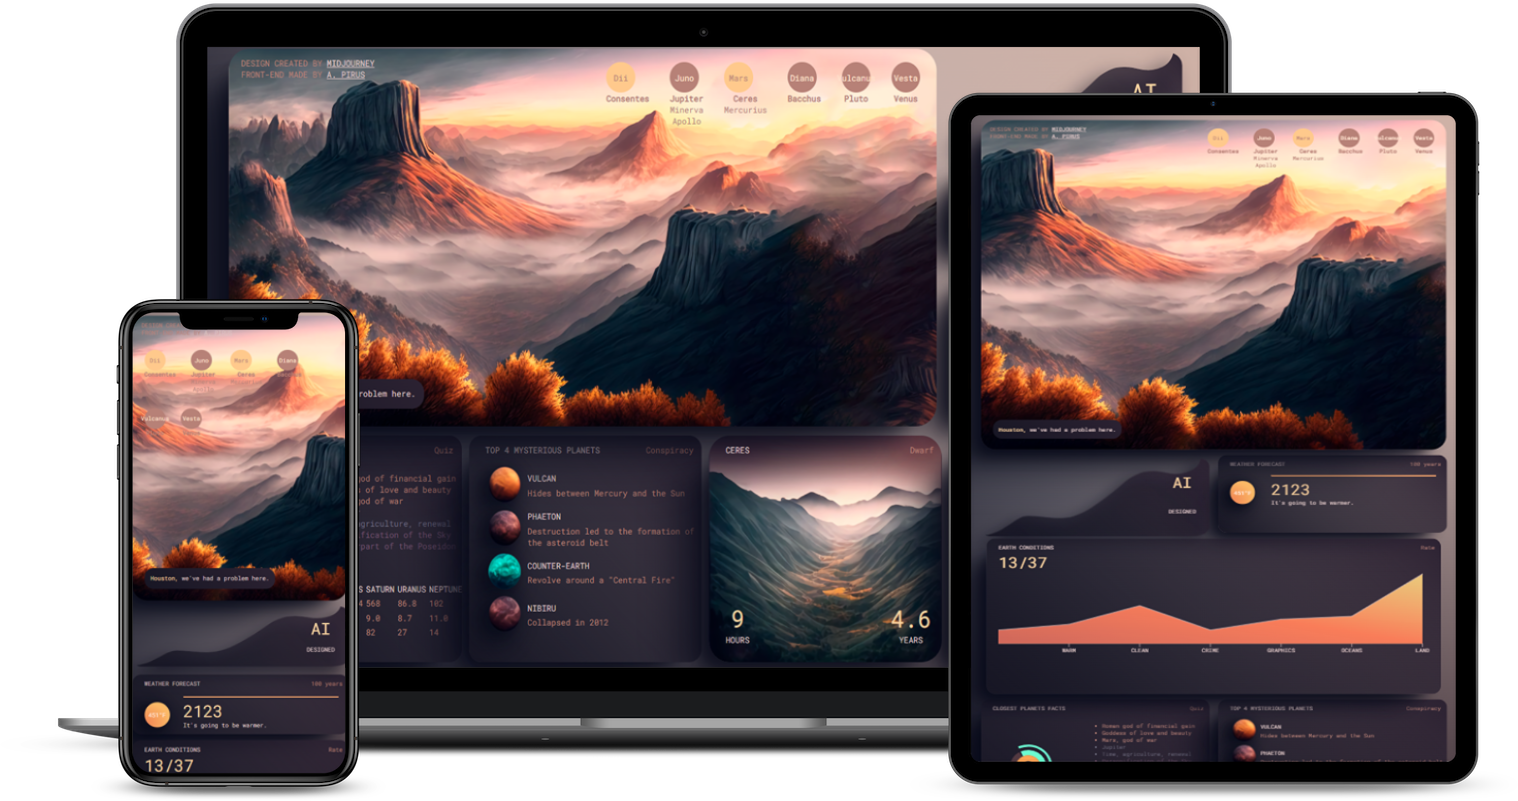 DESIGN CREATED BY MIDJOURNEY
FRONT-END MADE BY A. PIRUS
Dii
Consentes
Juno
Jupiter
Minerva
Apollo
Mars
Ceres
Mercurius
Diana
Bacchus
ulcanu
Pluto
Vesta
Venus
AI
roblem here.
Quiz
god of financial gain
of love and beauty
god of war
agriculture, renewal
fication of the Sky
part of the Poseidon
S SATURN URANUS NEPTUNE
4 568 86.8 102
9.0 8.7 11.0
82 27 14
TOP 4 MYSTERIOUS PLANETS
Conspiracy
VULCAN
Hides between Mercury and the Sun
PHAETON
Destruction led to the formation of
the asteroid belt
COUNTER-EARTH
Revolve around a "Central Fire"
NIBIRU
Collapsed in 2012
CERES
Dwarf
9
HOURS
4.6
YEARS
Dii
Consentes
Juno
Jupiter
Mars
Ceres
Diana
Vulcanus
Vesta
Houston, we've had a problem here.
AI
DESIGNED
WEATHER FORECAST
100 years
2123
It's going to be warmer.
EARTH CONDITIONS
Rate
13/37
DESIGN CREATED BY MIDJOURNEY
FRONT-END MADE BY A. PIRUS
Dii
Consentes
Juno
Jupiter
Minerva
Apollo
Mars
Ceres
Mercurius
Diana
Bacchus
ulcanu
Pluto
Vesta
Venus
Houston, we've had a problem here.
AI
DESIGNED
WEATHER FORECAST
100 years
2123
It's going to be warmer.
EARTH CONDITIONS
Rate
13/37
WARM CLEAN CRIME GRAPHICS OCEANS LAND
CLOSEST PLANETS FACTS
Quiz
Roman god of financial gain
Goddess of love and beauty
Mars, god of war
Jupiter
Time, agriculture, renewal
TOP 4 MYSTERIOUS PLANETS
Conspiracy
VULCAN
Hides between Mercury and the Sun
PHAETON